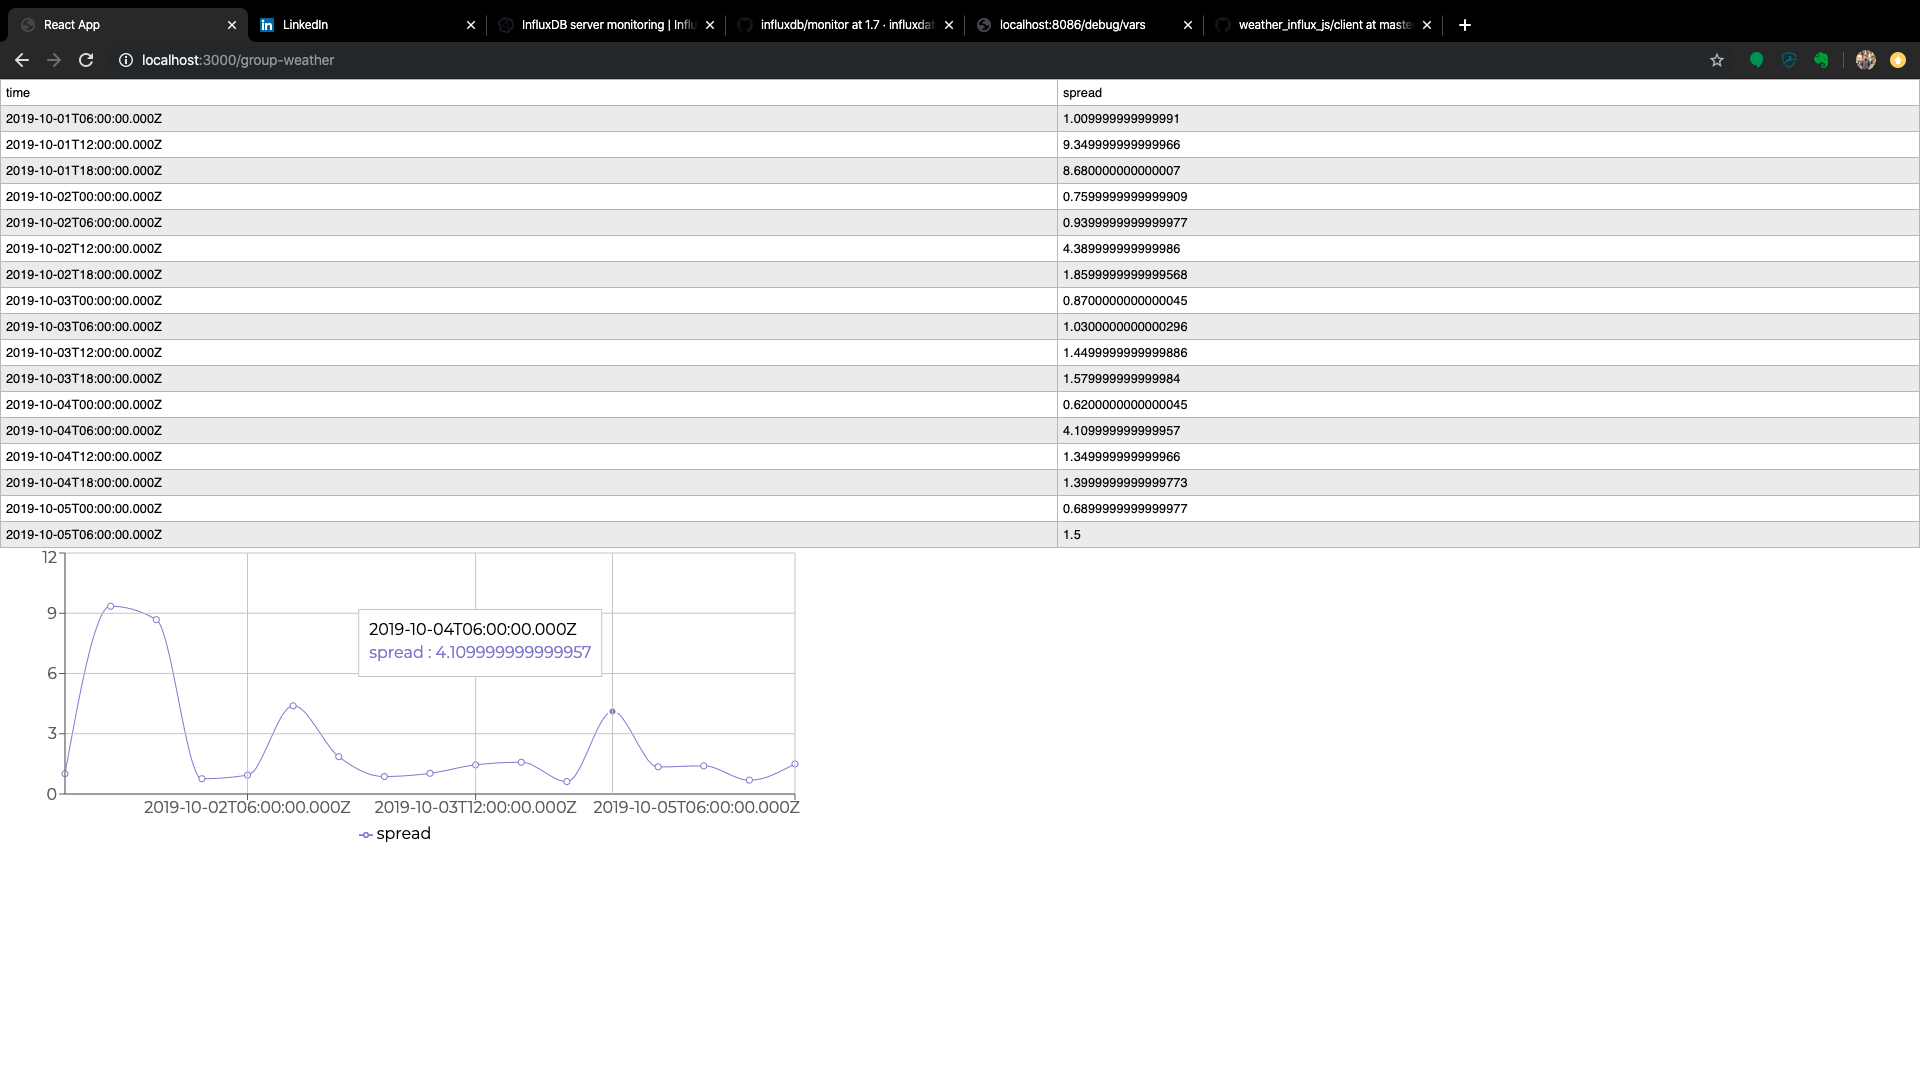 React App
LinkedIn
InfluxDB server monitoring | Influ
influxdb/monitor at 1.7 · influxdat
localhost:8086/debug/vars
weather_influx_js/client at maste
localhost:3000/group-weather
time spread
2019-10-01T06:00:00.000Z 1.009999999999991
2019-10-01T12:00:00.000Z 9.349999999999966
2019-10-01T18:00:00.000Z 8.680000000000007
2019-10-02T00:00:00.000Z 0.7599999999999909
2019-10-02T06:00:00.000Z 0.9399999999999977
2019-10-02T12:00:00.000Z 4.389999999999986
2019-10-02T18:00:00.000Z 1.8599999999999568
2019-10-03T00:00:00.000Z 0.8700000000000045
2019-10-03T06:00:00.000Z 1.0300000000000296
2019-10-03T12:00:00.000Z 1.4499999999999886
2019-10-03T18:00:00.000Z 1.579999999999984
2019-10-04T00:00:00.000Z 0.6200000000000045
2019-10-04T06:00:00.000Z 4.109999999999957
2019-10-04T12:00:00.000Z 1.349999999999966
2019-10-04T18:00:00.000Z 1.3999999999999773
2019-10-05T00:00:00.000Z 0.6899999999999977
2019-10-05T06:00:00.000Z 1.5
12
9
6
3
0
2019-10-04T06:00:00.000Z
spread : 4.109999999999957
2019-10-02T06:00:00.000Z 2019-10-03T12:00:00.000Z 2019-10-05T06:00:00.000Z
spread